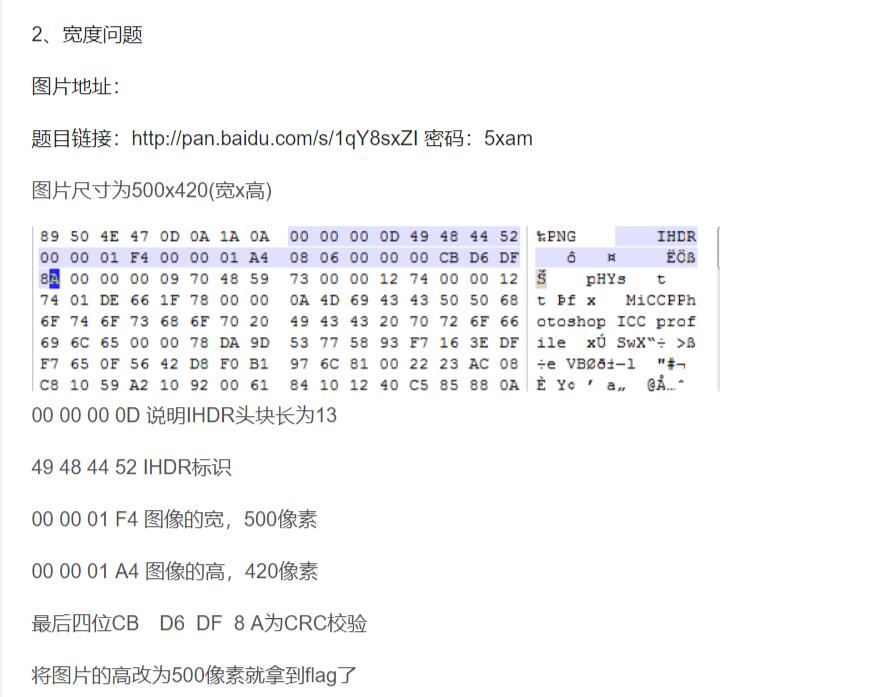 2、宽度问题
图片地址：
题目链接：http://pan.baidu.com/s/1qY8sxZI 密码：5xam
图片尺寸为500x420(宽x高)
89 50 4E 47 0D 0A 1A 0A 00 00 00 0D 49 48 44 52 ‰PNG IHDR
00 00 01 F4 00 00 01 A4 08 06 00 00 00 CB D6 DF ô ¤ ËÖß
8A 00 00 00 09 70 48 59 73 00 00 12 74 00 00 12 Š pHYs t
74 01 DE 66 1F 78 00 00 0A 4D 69 43 43 50 50 68 t Þf x MiCCPPh
6F 74 6F 73 68 6F 70 20 49 43 43 20 70 72 6F 66 otoshop ICC prof
69 6C 65 00 00 78 DA 9D 53 77 58 93 F7 16 3E DF ile xÚ SwX“÷ >ß
F7 65 0F 56 42 D8 F0 B1 97 6C 81 00 22 23 AC 08 ÷e VBØð±—l "#¬
C8 10 59 A2 10 92 00 61 84 10 12 40 C5 85 88 0A È Y¢ ’ a„ @Å…ˆ
00 00 00 0D 说明IHDR头块长为13
49 48 44 52 IHDR标识
00 00 01 F4 图像的宽，500像素
00 00 01 A4 图像的高，420像素
最后四位CB D6 DF 8 A为CRC校验
将图片的高改为500像素就拿到flag了